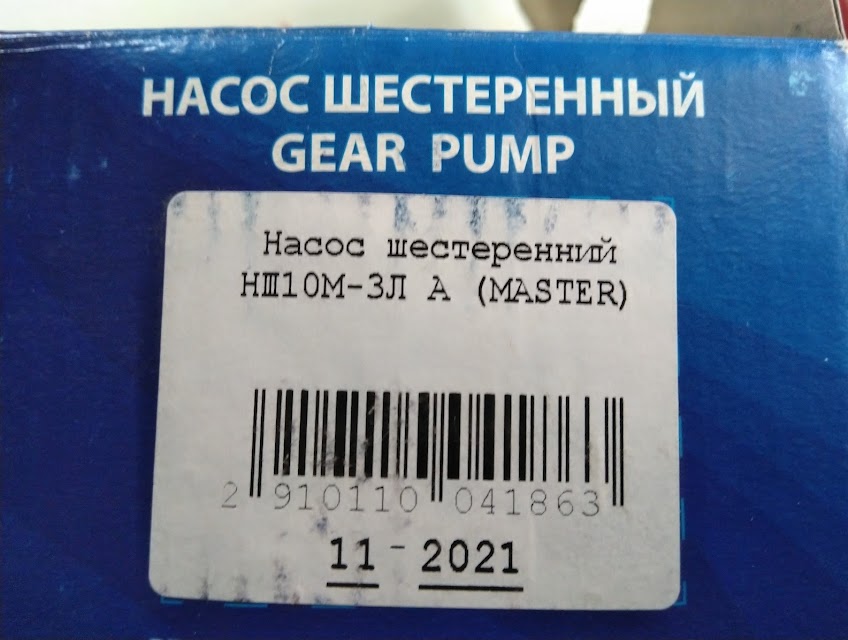 НАСОС ШЕСТЕРЕННЫЙ
GEAR PUMP
Насос шестеренний
НШ10М-3Л А (MASTER)
2 910110 041863
11 - 2021